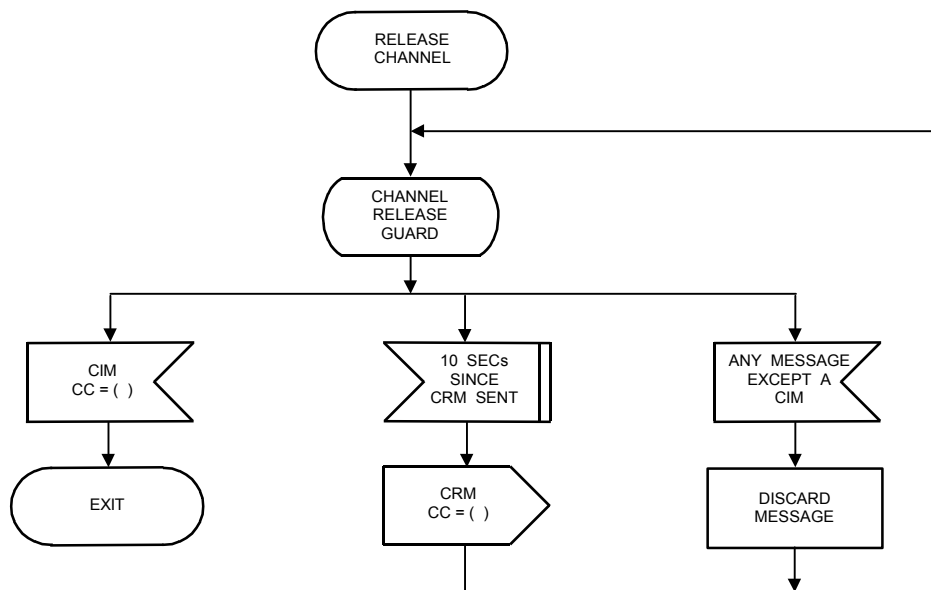 RELEASE
CHANNEL
CHANNEL
RELEASE
GUARD
CIM
CC = ( )
10 SECs
SINCE
CRM SENT
ANY MESSAGE
EXCEPT A
CIM
EXIT
CRM
CC = ( )
DISCARD
MESSAGE